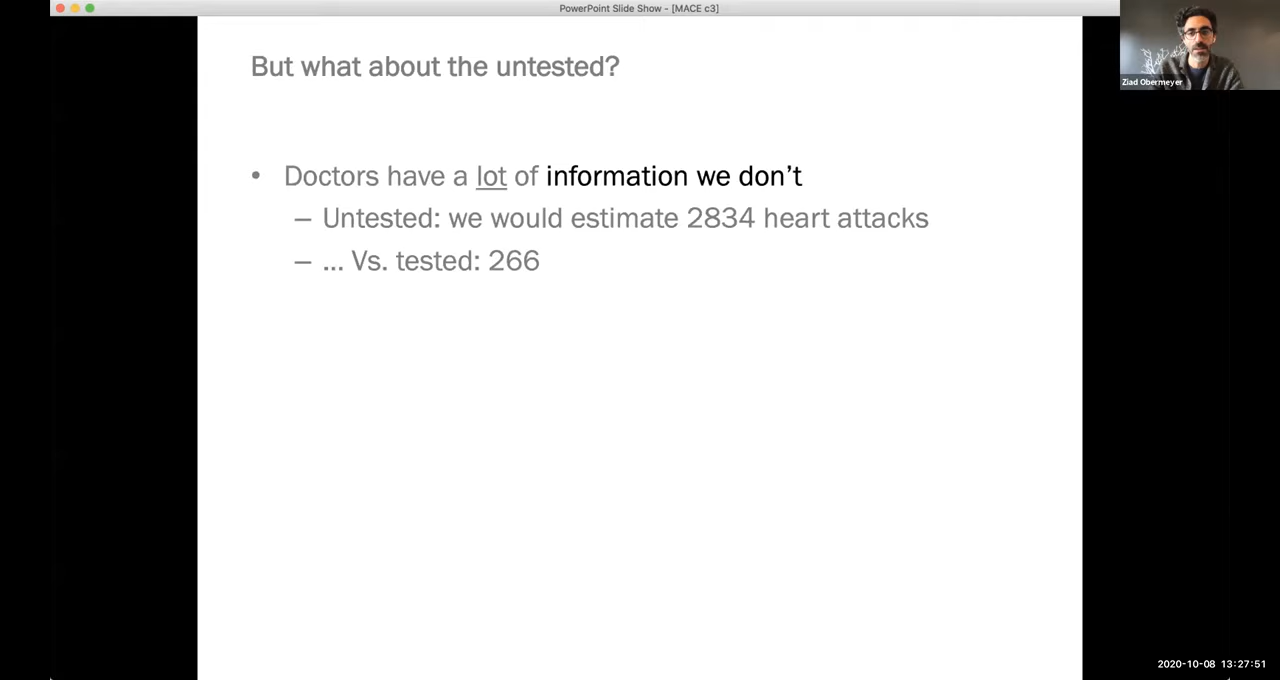 PowerPoint Slide Show - [MACE c3]
But what about the untested?
Ziad Obermeyer
• Doctors have a lot of information we don't
– Untested: we would estimate 2834 heart attacks
– ... Vs. tested: 266
2020-10-08 13:27:51